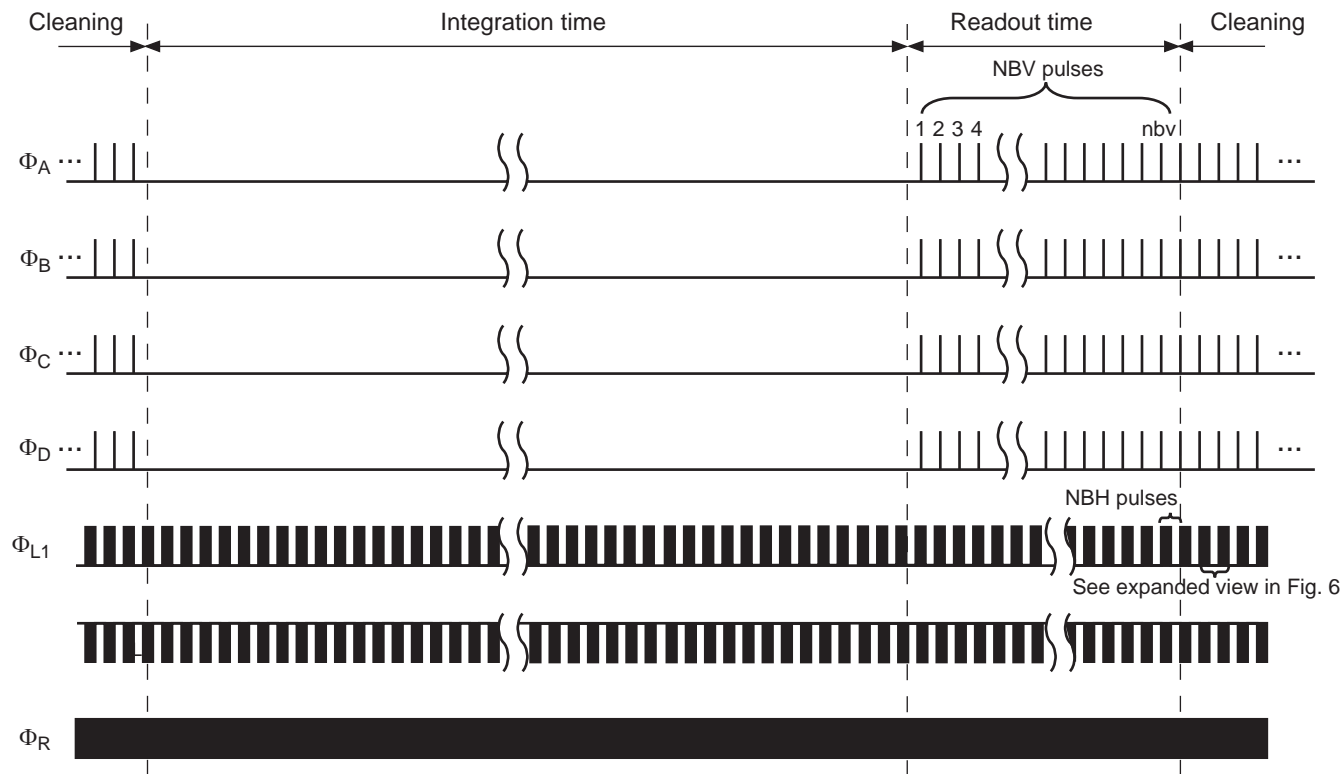 Cleaning Integration time Readout time Cleaning
NBV pulses
1 2 3 4 nbv
ΦA ... ...
ΦB ... ...
ΦC ... ...
ΦD ... ...
NBH pulses
ΦL1
See expanded view in Fig. 6
ΦR